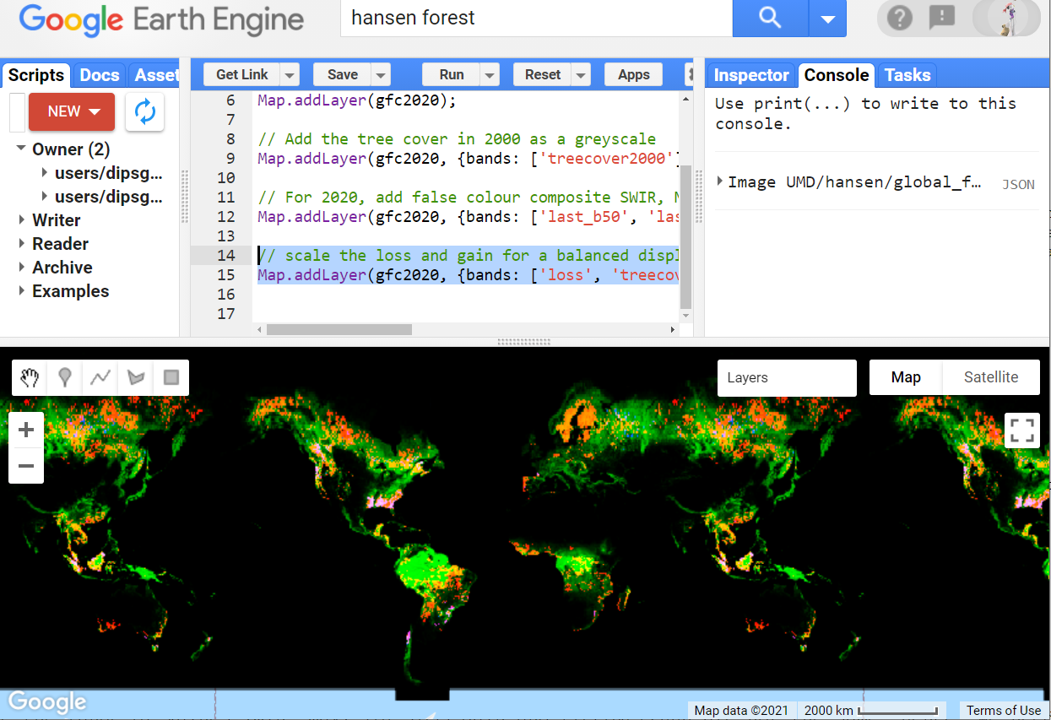 Google Earth Engine
hansen forest
Scripts Docs Asset
NEW
Owner (2)
users/dipsg...
users/dipsg...
Writer
Reader
Archive
Examples
Get Link Save Run Reset Apps
6 Map.addLayer(gfc2020);
7
8 // Add the tree cover in 2000 as a greyscale
9 Map.addLayer(gfc2020, {bands: ['treecover2000']
10
11 // For 2020, add false colour composite SWIR, N
12 Map.addLayer(gfc2020, {bands: ['last_b50', 'las
13
14 // scale the loss and gain for a balanced displ
15 Map.addLayer(gfc2020, {bands: ['loss', 'treecov
16
17
Inspector Console Tasks
Use print(...) to write to this
console.
Image UMD/hansen/global_f... JSON
Layers
Map Satellite
Google
Map data ©2021 2000 km Terms of Use